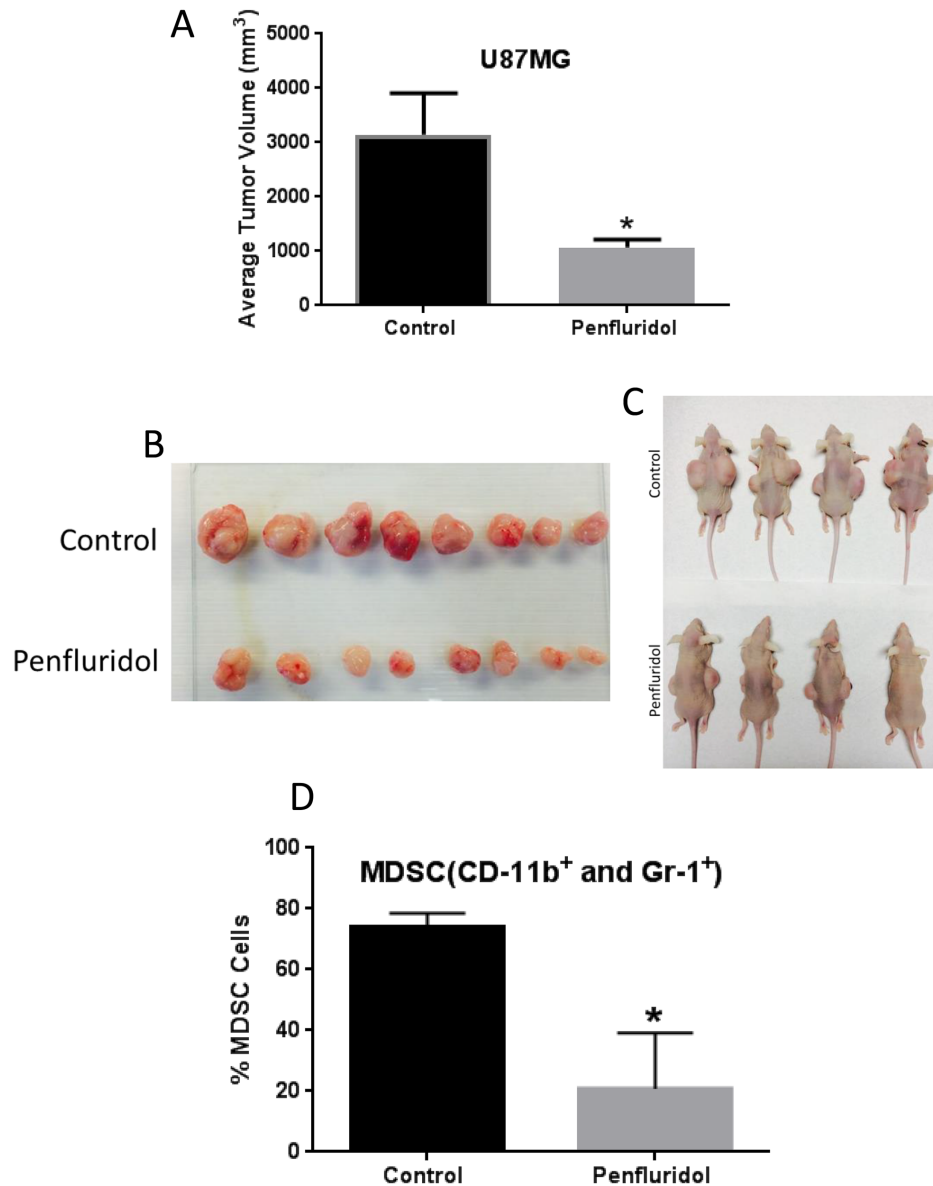 A
Average Tumor Volume (mm³)
5000
4000
3000
2000
1000
0
U87MG
*
Control
Penfluridol
B
Control
Penfluridol
C
Control
Penfluridol
D
% MDSC Cells
100
80
60
40
20
0
MDSC(CD-11b⁺ and Gr-1⁺)
*
Control
Penfluridol